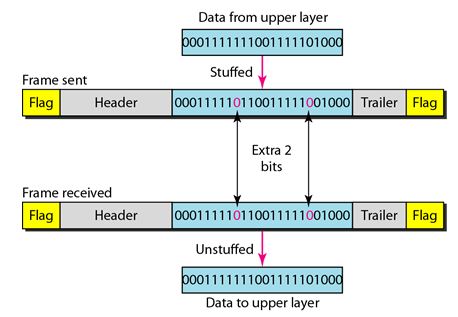 Data from upper layer
0001111111001111101000
Stuffed
Frame sent
Flag Header 000111110110011111001000 Trailer Flag
Extra 2
bits
Frame received
Flag Header 000111110110011111001000 Trailer Flag
Unstuffed
0001111111001111101000
Data to upper layer